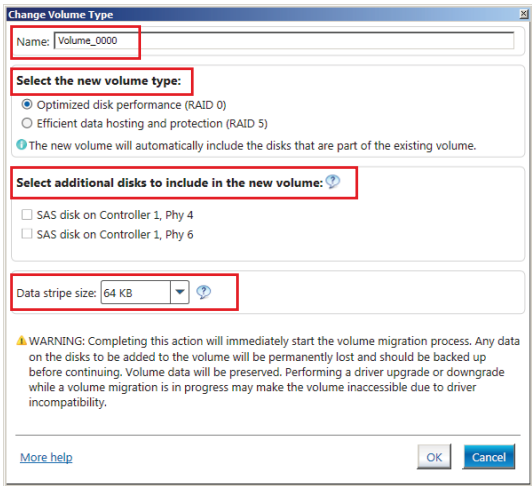 Change Volume Type
Name: Volume_0000
Select the new volume type:
Optimized disk performance (RAID 0)
Efficient data hosting and protection (RAID 5)
The new volume will automatically include the disks that are part of the existing volume.
Select additional disks to include in the new volume:
SAS disk on Controller 1, Phy 4
SAS disk on Controller 1, Phy 6
Data stripe size: 64 KB
WARNING: Completing this action will immediately start the volume migration process. Any data
on the disks to be added to the volume will be permanently lost and should be backed up
before continuing. Volume data will be preserved. Performing a driver upgrade or downgrade
while a volume migration is in progress may make the volume inaccessible due to driver
incompatibility.
More help
OK
Cancel